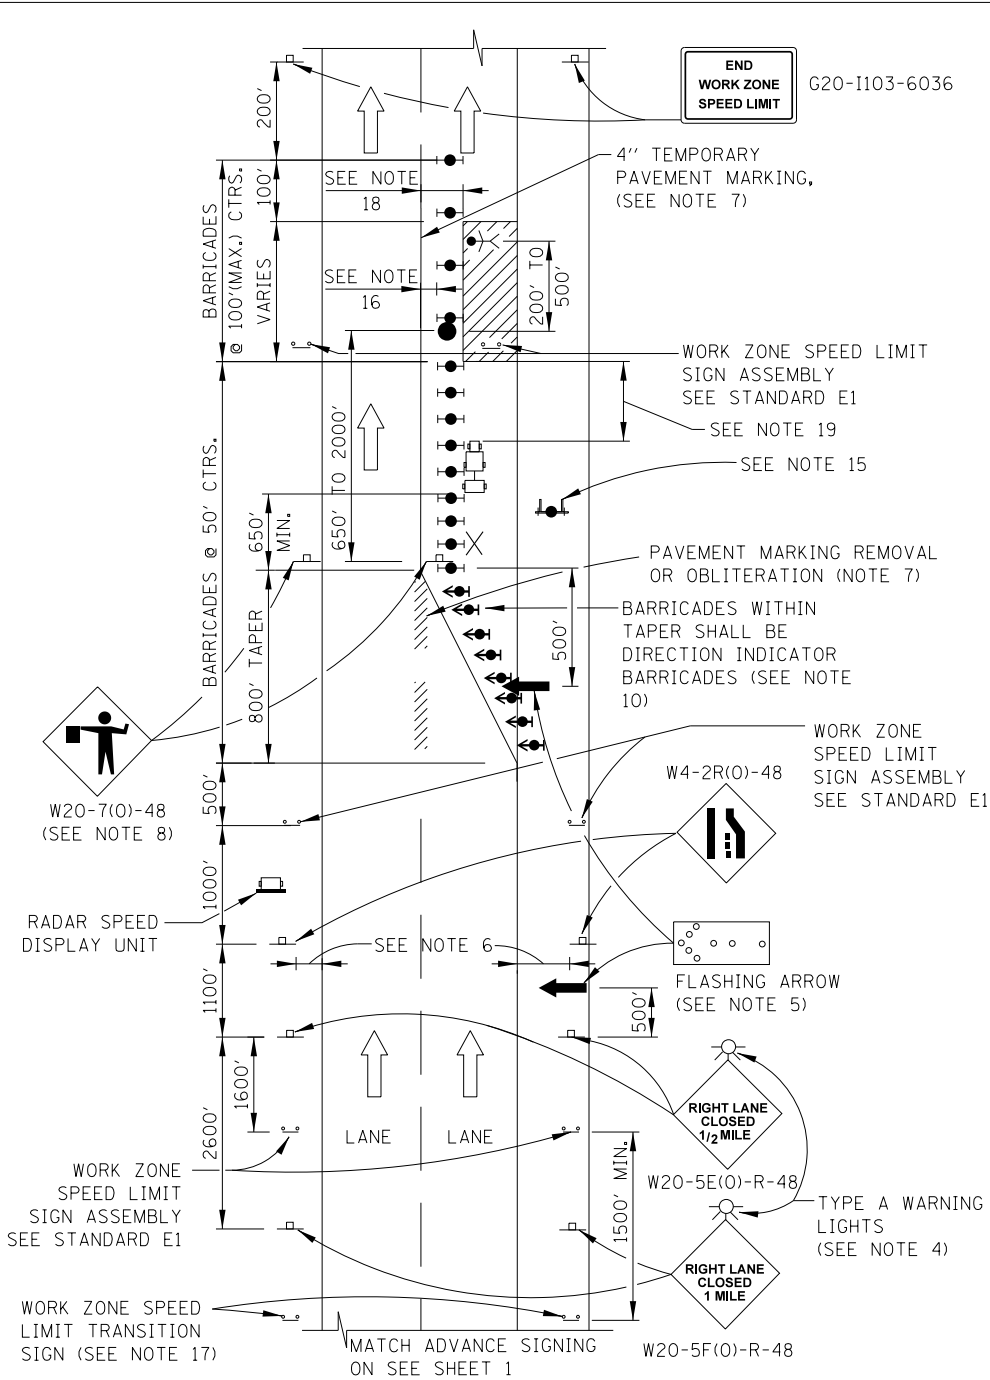 END
WORK ZONE
SPEED LIMIT
G20-I103-6036
200'
4'' TEMPORARY
PAVEMENT MARKING,
(SEE NOTE 7)
BARRICADES
@ 100'(MAX.) CTRS.
100'
SEE NOTE
18
VARIES
SEE NOTE
16
200' TO
500'
WORK ZONE SPEED LIMIT
SIGN ASSEMBLY
SEE STANDARD E1
SEE NOTE 19
SEE NOTE 15
BARRICADES @ 50' CTRS.
650' TO 2000'
650'
MIN.
PAVEMENT MARKING REMOVAL
OR OBLITERATION (NOTE 7)
800' TAPER
500'
BARRICADES WITHIN
TAPER SHALL BE
DIRECTION INDICATOR
BARRICADES (SEE NOTE
10)
W20-7(O)-48
(SEE NOTE 8)
WORK ZONE
SPEED LIMIT
SIGN ASSEMBLY
SEE STANDARD E1
W4-2R(O)-48
500'
1000'
RADAR SPEED
DISPLAY UNIT
SEE NOTE 6
FLASHING ARROW
(SEE NOTE 5)
1100'
500'
RIGHT LANE
CLOSED
1/2 MILE
W20-5E(O)-R-48
1600'
2600'
LANE
LANE
WORK ZONE
SPEED LIMIT
SIGN ASSEMBLY
SEE STANDARD E1
1500' MIN.
TYPE A WARNING
LIGHTS
(SEE NOTE 4)
RIGHT LANE
CLOSED
1 MILE
W20-5F(O)-R-48
WORK ZONE SPEED
LIMIT TRANSITION
SIGN (SEE NOTE 17)
MATCH ADVANCE SIGNING
ON SEE SHEET 1